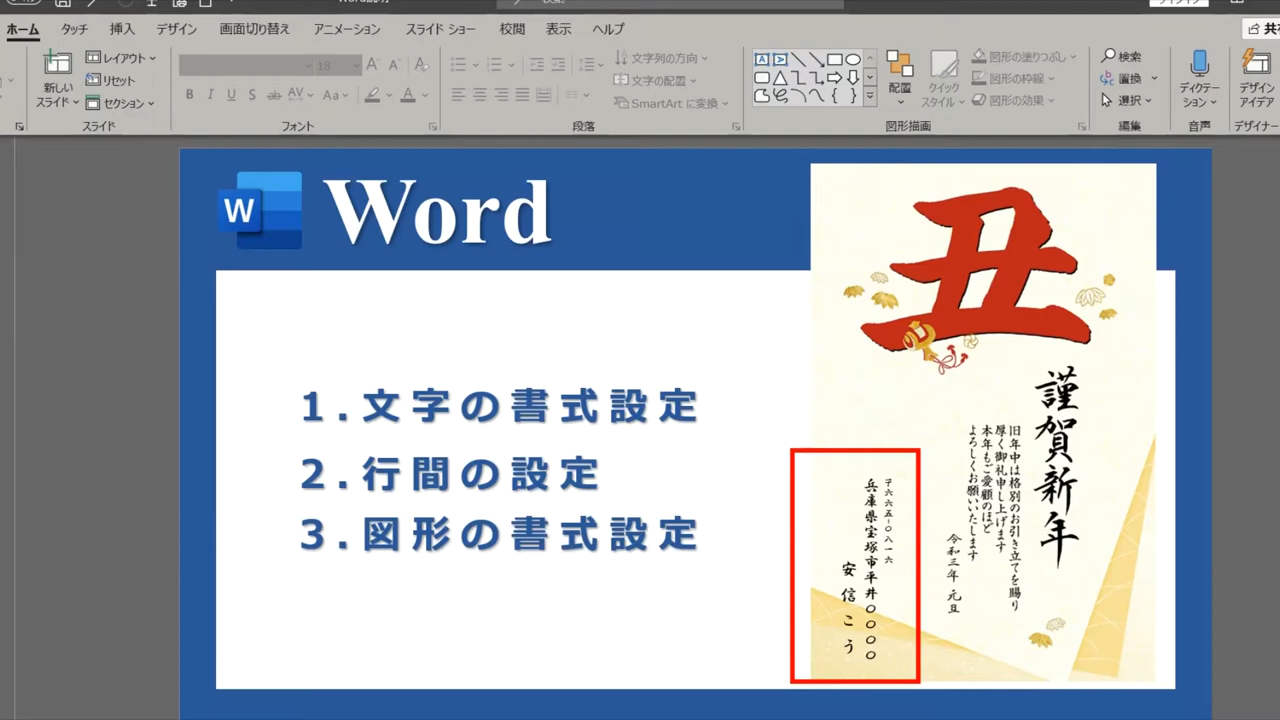 ホーム タッチ 挿入 デザイン 画面切り替え アニメーション スライド ショー 校閲 表示 ヘルプ
新しい
スライド
レイアウト
リセット
セクション
スライド
18
B I U S ab AV Aa A
フォント
文字列の方向
文字の配置
SmartArt に変換
段落
配置
クイック
スタイル
図形の塗りつぶし
図形の枠線
図形の効果
図形描画
検索
置換
選択
編集
ディクテー
ション
音声
デザイン
アイデア
デザイナー
W Word
1.文字の書式設定
2.行間の設定
3.図形の書式設定
丑
謹賀新年
旧年中は格別のお引き立てを賜り
厚く御礼申し上げます
本年もご愛顧のほど
よろしくお願いいたします
令和三年 元旦
〒六六五-〇八一六
兵庫県宝塚市平井〇〇〇〇
安信こう